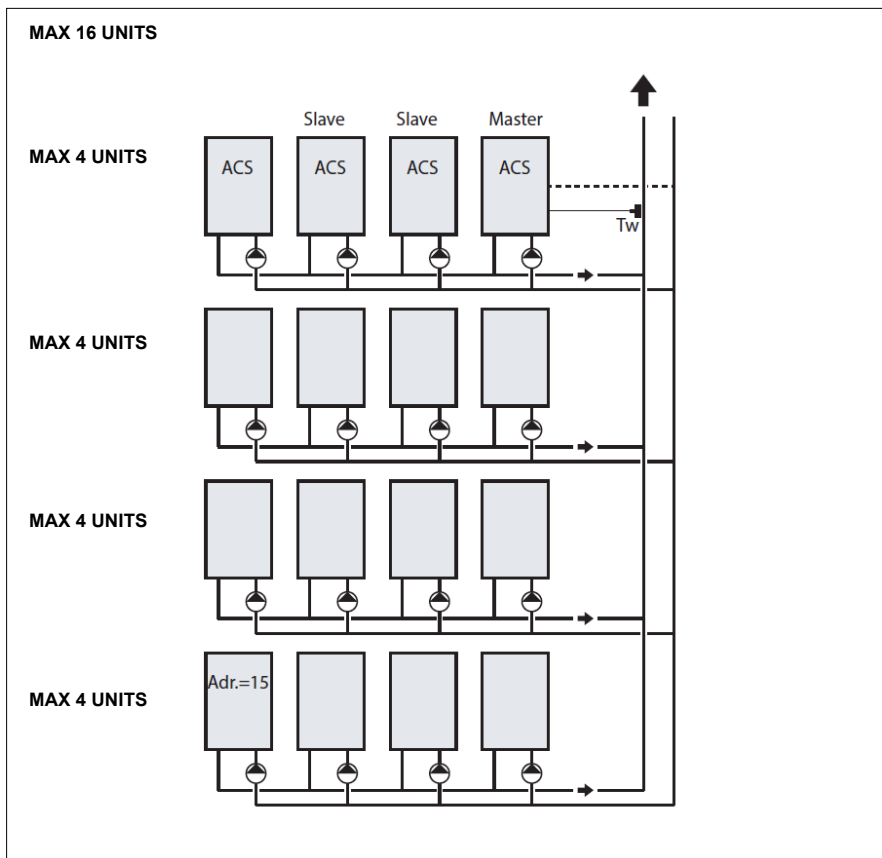 MAX 16 UNITS
Slave Slave Master
MAX 4 UNITS
ACS ACS ACS ACS
Tw
MAX 4 UNITS
MAX 4 UNITS
Adr.=15
MAX 4 UNITS